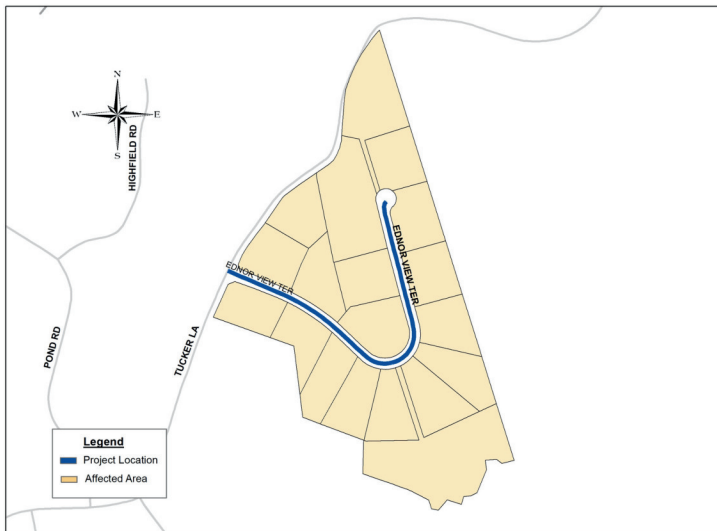 N
W
E
S
HIGHFIELD RD
EDNOR VIEW TER
EDNOR VIEW TER
POND RD
TUCKER LA
Legend
Project Location
Affected Area